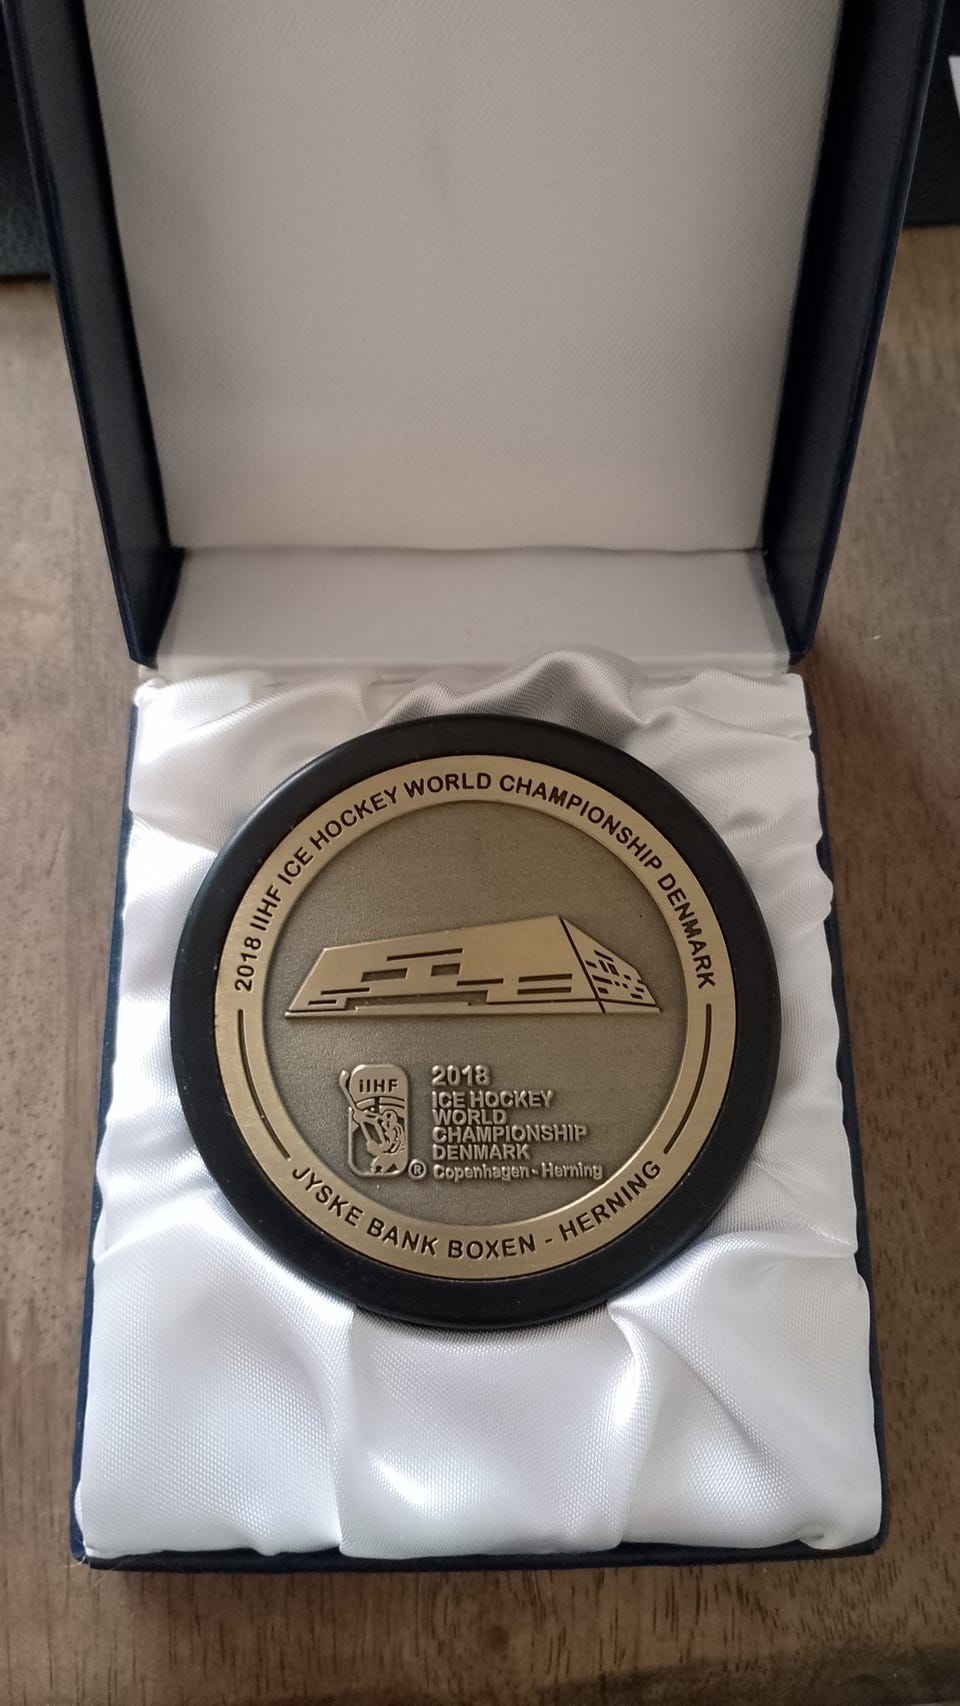 2018 IIHF ICE HOCKEY WORLD CHAMPIONSHIP DENMARK
IIHF
®
2018
ICE HOCKEY
WORLD
CHAMPIONSHIP
DENMARK
Copenhagen · Herning
JYSKE BANK BOXEN - HERNING